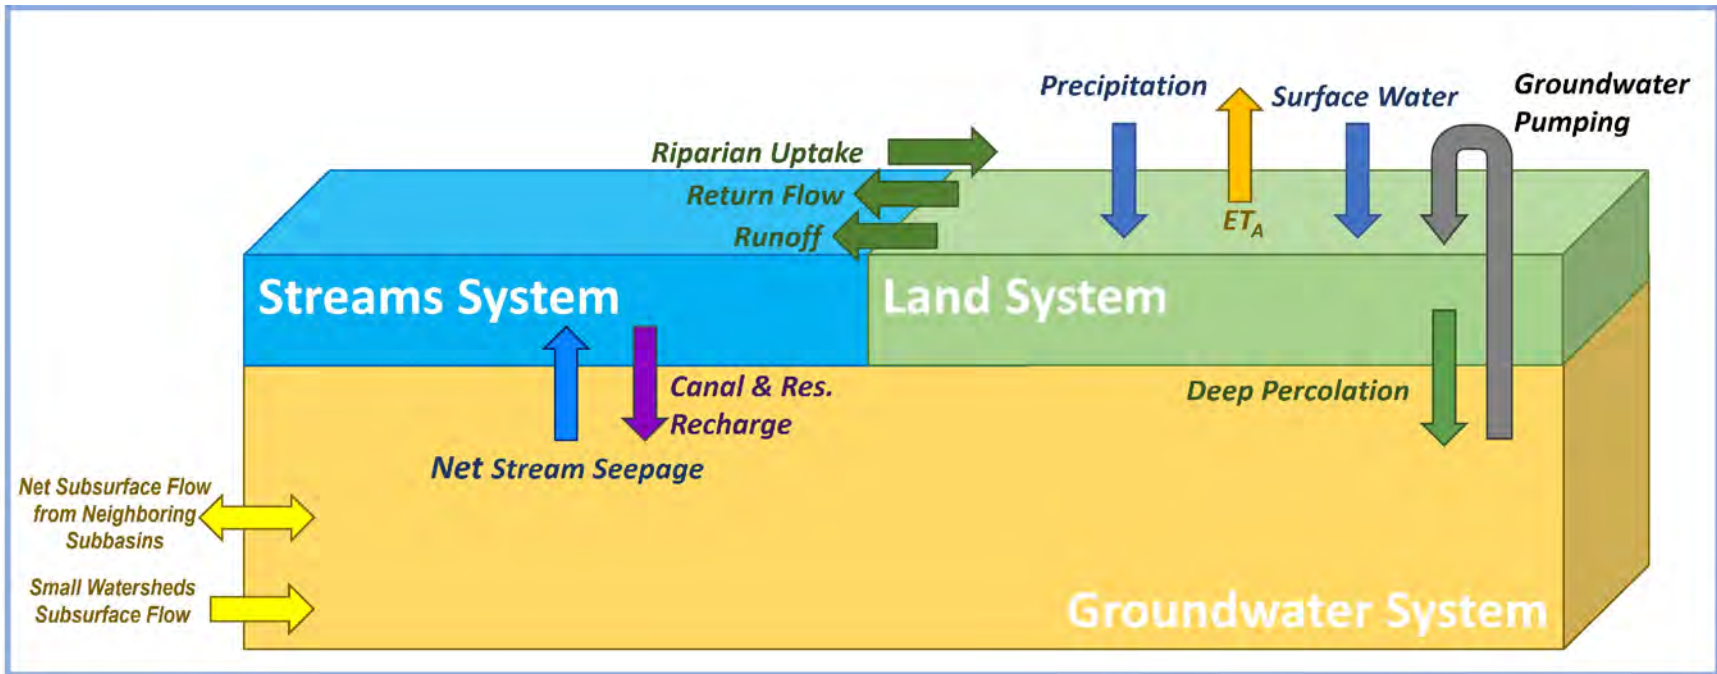 Precipitation
Surface Water
Groundwater
Pumping
Riparian Uptake
Return Flow
Runoff
ETA
Streams System
Land System
Canal & Res.
Recharge
Net Stream Seepage
Deep Percolation
Net Subsurface Flow
from Neighboring
Subbasins
Small Watersheds
Subsurface Flow
Groundwater System